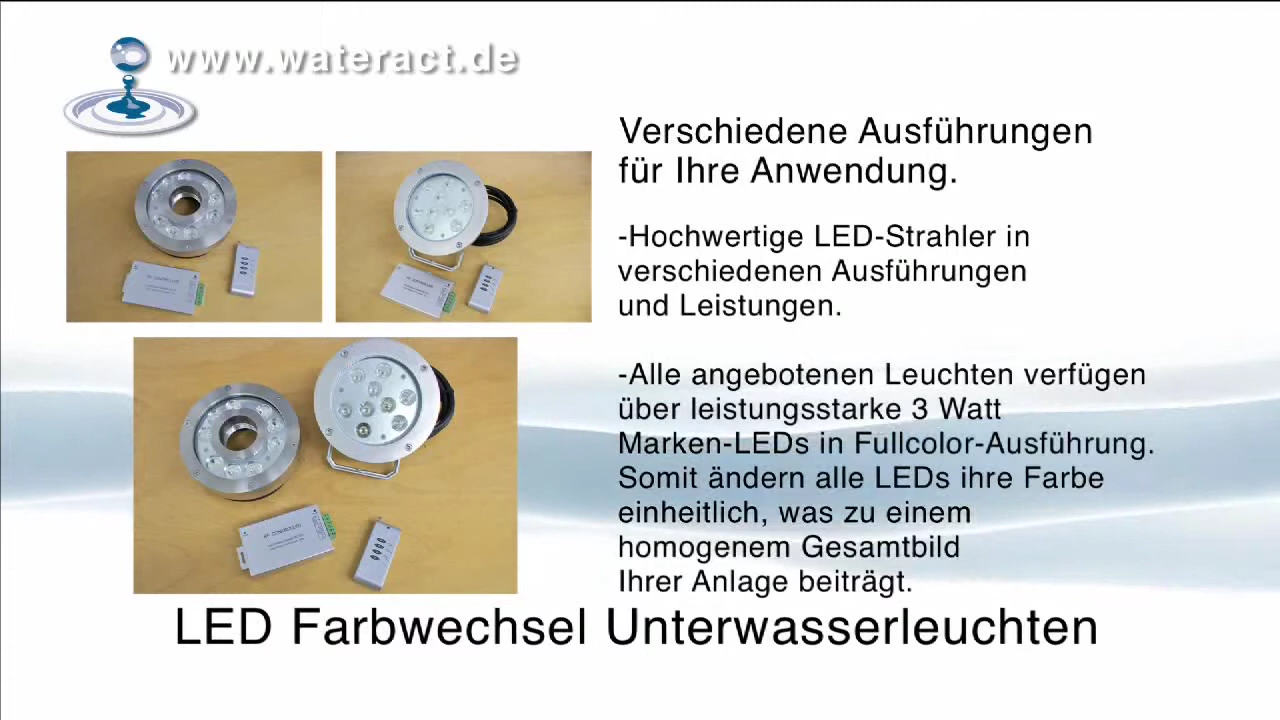 www.wateract.de
Verschiedene Ausführungen
für Ihre Anwendung.
-Hochwertige LED-Strahler in
verschiedenen Ausführungen
und Leistungen.
-Alle angebotenen Leuchten verfügen
über leistungsstarke 3 Watt
Marken-LEDs in Fullcolor-Ausführung.
Somit ändern alle LEDs ihre Farbe
einheitlich, was zu einem
homogenem Gesamtbild
Ihrer Anlage beiträgt.
LED Farbwechsel Unterwasserleuchten